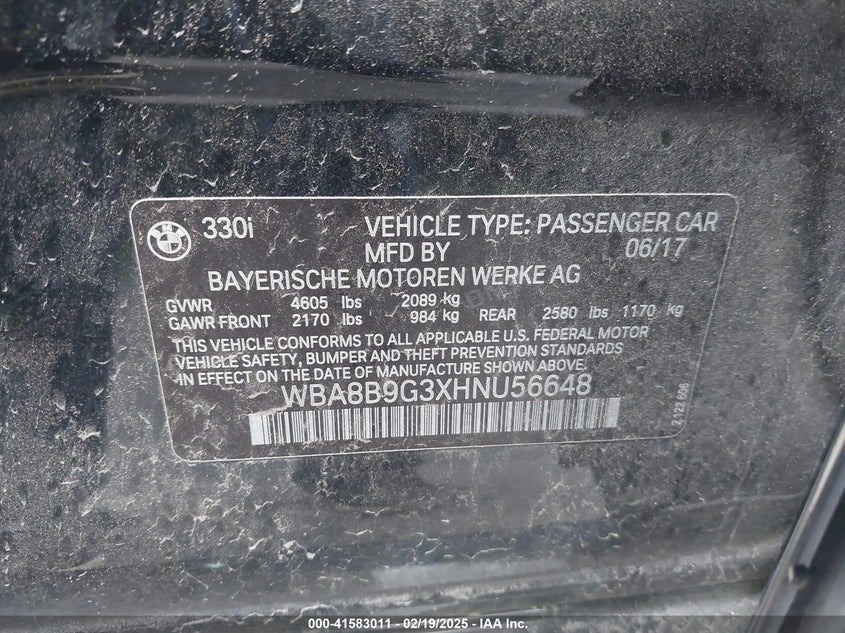 330i VEHICLE TYPE: PASSENGER CAR
MFD BY 06/17
BAYERISCHE MOTOREN WERKE AG
GVWR 4605 lbs 2089 kg
GAWR FRONT 2170 lbs 984 kg REAR 2580 lbs 1170 kg
THIS VEHICLE CONFORMS TO ALL APPLICABLE U.S. FEDERAL MOTOR
VEHICLE SAFETY, BUMPER AND THEFT PREVENTION STANDARDS
IN EFFECT ON THE DATE OF MANUFACTURE SHOWN ABOVE.
WBA8B9G3XHNU56648
2 122 606
000-41583011 - 02/19/2025 - IAA Inc.